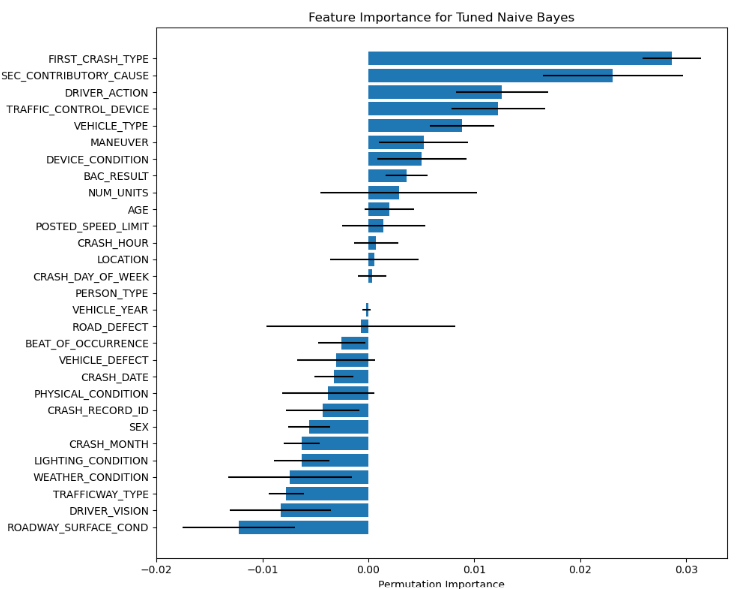 Feature Importance for Tuned Naive Bayes
FIRST_CRASH_TYPE
SEC_CONTRIBUTORY_CAUSE
DRIVER_ACTION
TRAFFIC_CONTROL_DEVICE
VEHICLE_TYPE
MANEUVER
DEVICE_CONDITION
BAC_RESULT
NUM_UNITS
AGE
POSTED_SPEED_LIMIT
CRASH_HOUR
LOCATION
CRASH_DAY_OF_WEEK
PERSON_TYPE
VEHICLE_YEAR
ROAD_DEFECT
BEAT_OF_OCCURRENCE
VEHICLE_DEFECT
CRASH_DATE
PHYSICAL_CONDITION
CRASH_RECORD_ID
SEX
CRASH_MONTH
LIGHTING_CONDITION
WEATHER_CONDITION
TRAFFICWAY_TYPE
DRIVER_VISION
ROADWAY_SURFACE_COND
−0.02 −0.01 0.00 0.01 0.02 0.03
Permutation Importance